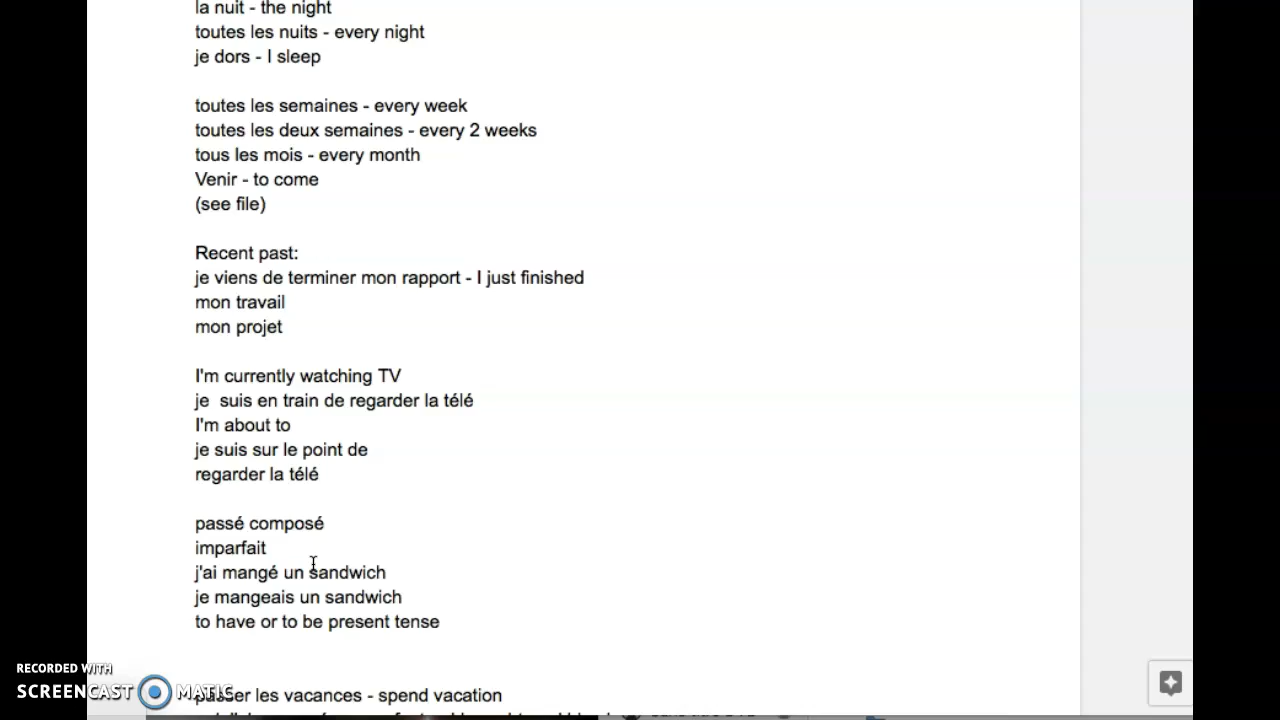 la nuit - the night
toutes les nuits - every night
je dors - I sleep
toutes les semaines - every week
toutes les deux semaines - every 2 weeks
tous les mois - every month
Venir - to come
(see file)
Recent past:
je viens de terminer mon rapport - I just finished
mon travail
mon projet
I'm currently watching TV
je  suis en train de regarder la télé
I'm about to
je suis sur le point de
regarder la télé
passé composé
imparfait
j'ai mangé un sandwich
je mangeais un sandwich
to have or to be present tense
passer les vacances - spend vacation
RECORDED WITH
SCREENCAST MATIC